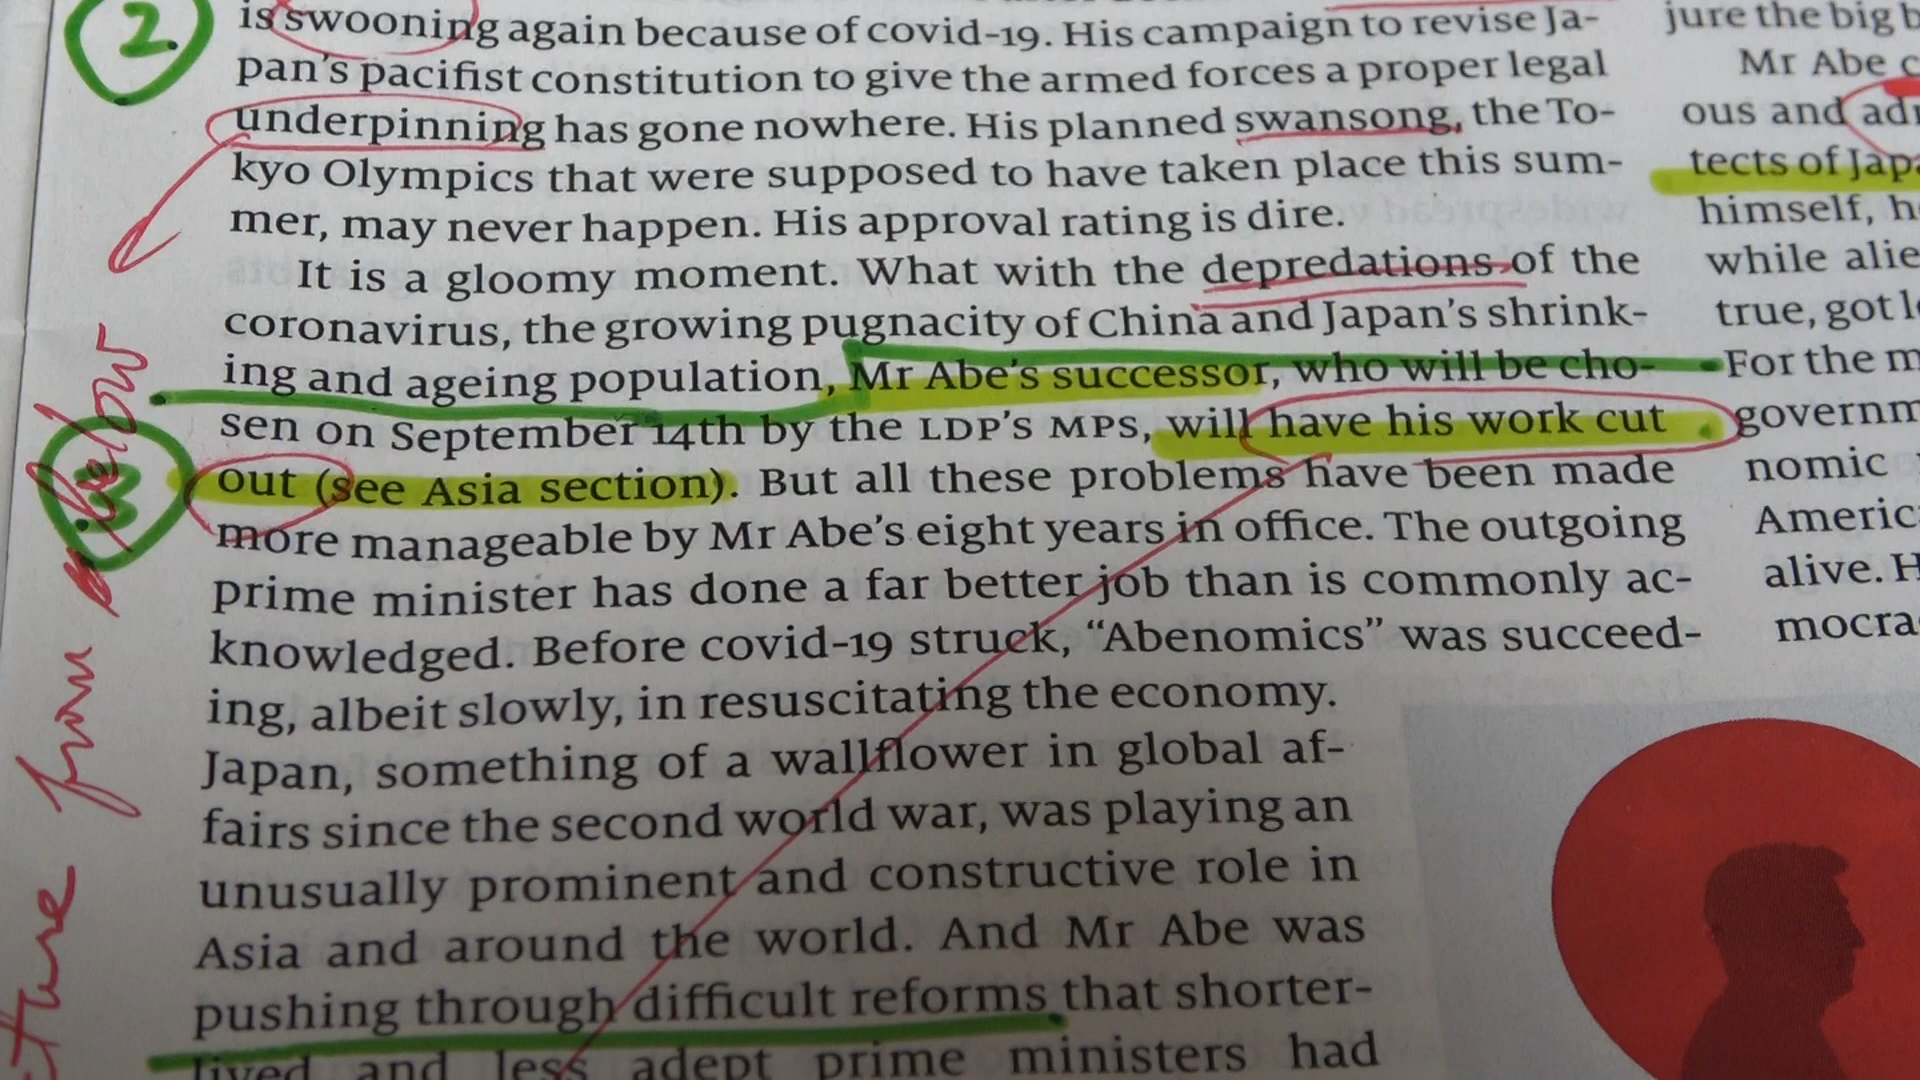 2.
is swooning again because of covid-19. His campaign to revise Ja-
pan's pacifist constitution to give the armed forces a proper legal
underpinning has gone nowhere. His planned swansong, the To-
kyo Olympics that were supposed to have taken place this sum-
mer, may never happen. His approval rating is dire.
It is a gloomy moment. What with the depredations of the
coronavirus, the growing pugnacity of China and Japan's shrink-
ing and ageing population, Mr Abe's successor, who will be cho-
sen on September 14th by the LDP'S MPS, will have his work cut
out (see Asia section). But all these problems have been made
more manageable by Mr Abe's eight years in office. The outgoing
prime minister has done a far better job than is commonly ac-
knowledged. Before covid-19 struck, “Abenomics” was succeed-
ing, albeit slowly, in resuscitating the economy.
Japan, something of a wallflower in global af-
fairs since the second world war, was playing an
unusually prominent and constructive role in
Asia and around the world. And Mr Abe was
pushing through difficult reforms that shorter-
lived and less adept prime ministers had
jure the big
Mr Abe
ous and
tects of
himself,
while
true, got
For the
nomic
alive.
3
from below